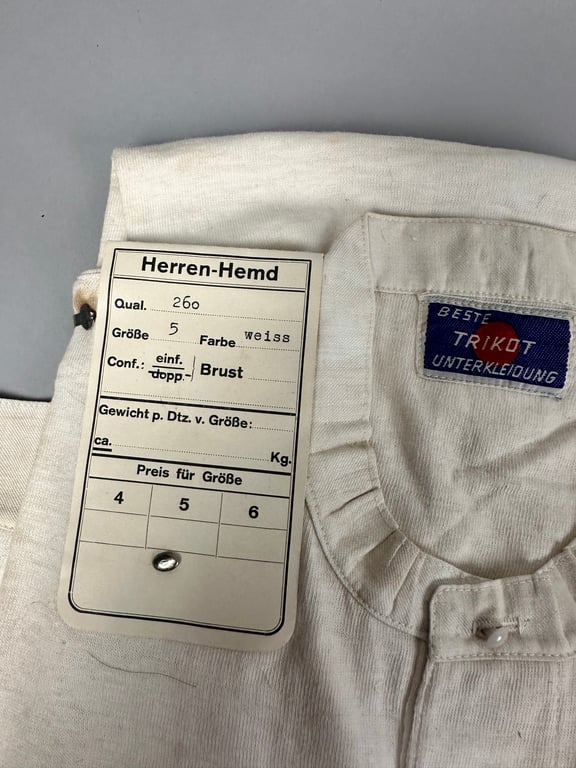 Herren-Hemd
Qual. 260
Größe 5 Farbe weiss
Conf.: einf. dopp. Brust
Gewicht p. Dtz. v. Größe:
ca. Kg.
Preis für Größe
4 5 6
BESTE
TRIKOT
UNTERKLEIDUNG